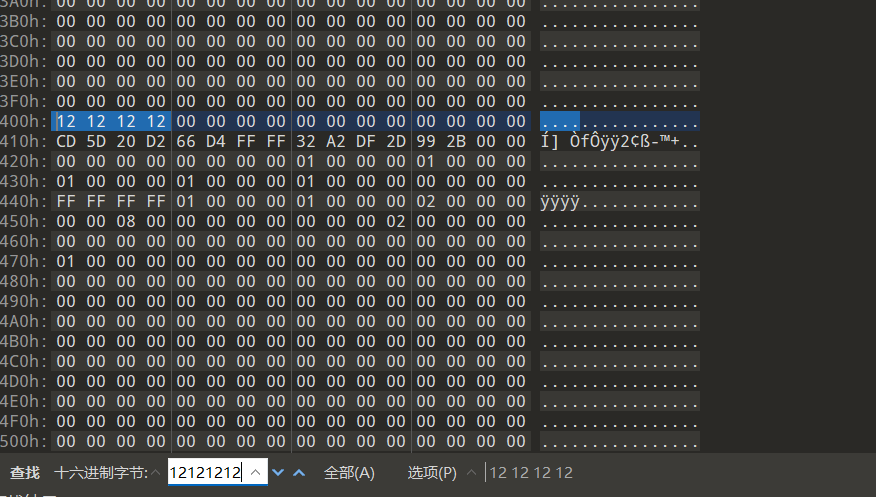 3A0h: 00 00 00 00 00 00 00 00 00 00 00 00 00 00 00 00 ................
3B0h: 00 00 00 00 00 00 00 00 00 00 00 00 00 00 00 00 ................
3C0h: 00 00 00 00 00 00 00 00 00 00 00 00 00 00 00 00 ................
3D0h: 00 00 00 00 00 00 00 00 00 00 00 00 00 00 00 00 ................
3E0h: 00 00 00 00 00 00 00 00 00 00 00 00 00 00 00 00 ................
3F0h: 00 00 00 00 00 00 00 00 00 00 00 00 00 00 00 00 ................
400h: 12 12 12 12 00 00 00 00 00 00 00 00 00 00 00 00 ................
410h: CD 5D 20 D2 66 D4 FF FF 32 A2 DF 2D 99 2B 00 00 Í] ÒfÔÿÿ2¢ß-™+..
420h: 00 00 00 00 00 00 00 00 01 00 00 00 01 00 00 00 ................
430h: 01 00 00 00 01 00 00 00 01 00 00 00 00 00 00 00 ................
440h: FF FF FF FF 01 00 00 00 01 00 00 00 02 00 00 00 ÿÿÿÿ............
450h: 00 00 08 00 00 00 00 00 00 00 00 02 00 00 00 00 ................
460h: 00 00 00 00 00 00 00 00 00 00 00 00 00 00 00 00 ................
470h: 01 00 00 00 00 00 00 00 00 00 00 00 00 00 00 00 ................
480h: 00 00 00 00 00 00 00 00 00 00 00 00 00 00 00 00 ................
490h: 00 00 00 00 00 00 00 00 00 00 00 00 00 00 00 00 ................
4A0h: 00 00 00 00 00 00 00 00 00 00 00 00 00 00 00 00 ................
4B0h: 00 00 00 00 00 00 00 00 00 00 00 00 00 00 00 00 ................
4C0h: 00 00 00 00 00 00 00 00 00 00 00 00 00 00 00 00 ................
4D0h: 00 00 00 00 00 00 00 00 00 00 00 00 00 00 00 00 ................
4E0h: 00 00 00 00 00 00 00 00 00 00 00 00 00 00 00 00 ................
4F0h: 00 00 00 00 00 00 00 00 00 00 00 00 00 00 00 00 ................
500h: 00 00 00 00 00 00 00 00 00 00 00 00 00 00 00 00 ................
查找 十六进制字节: 12121212 全部(A) 选项(P) 12 12 12 12